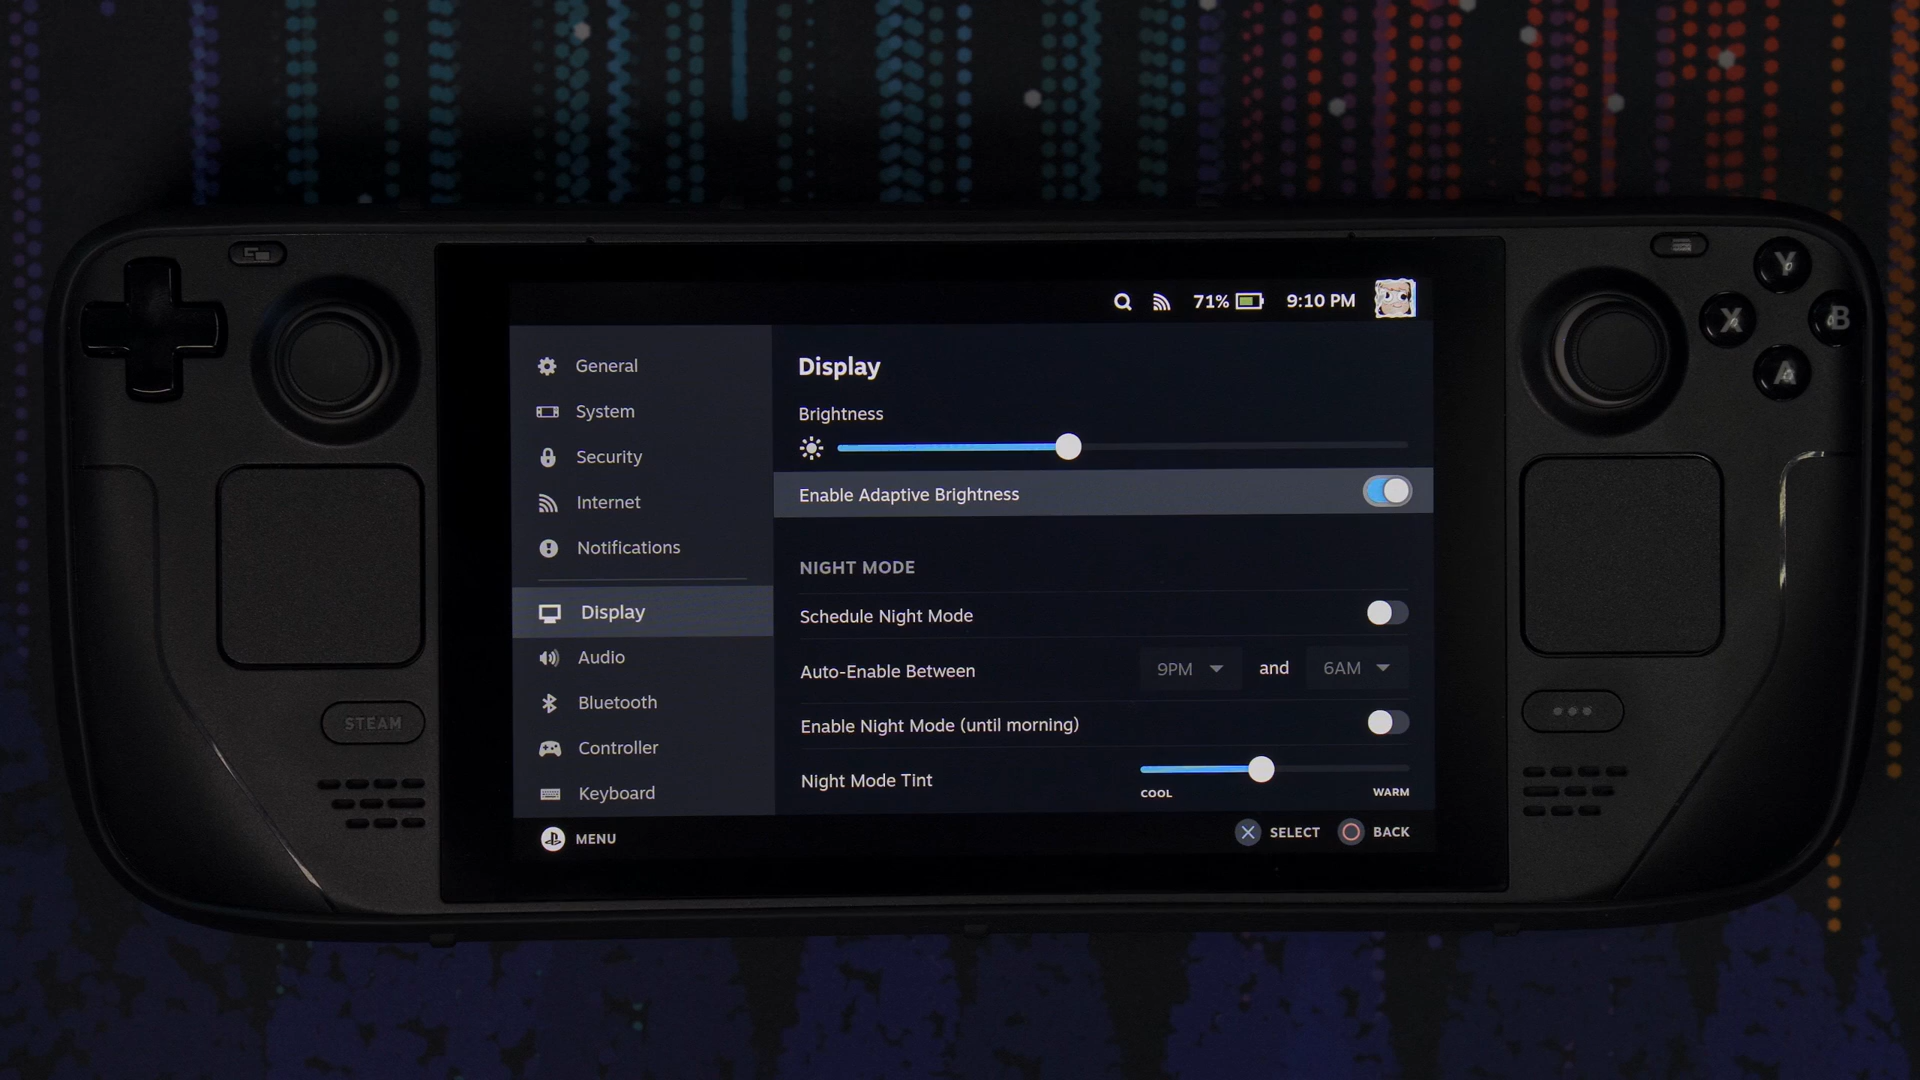 71% 9:10 PM
General
System
Security
Internet
Notifications
Display
Audio
Bluetooth
Controller
Keyboard
Display
Brightness
Enable Adaptive Brightness
NIGHT MODE
Schedule Night Mode
Auto-Enable Between 9PM and 6AM
Enable Night Mode (until morning)
Night Mode Tint
COOL WARM
MENU SELECT BACK
STEAM
Y
X B
A